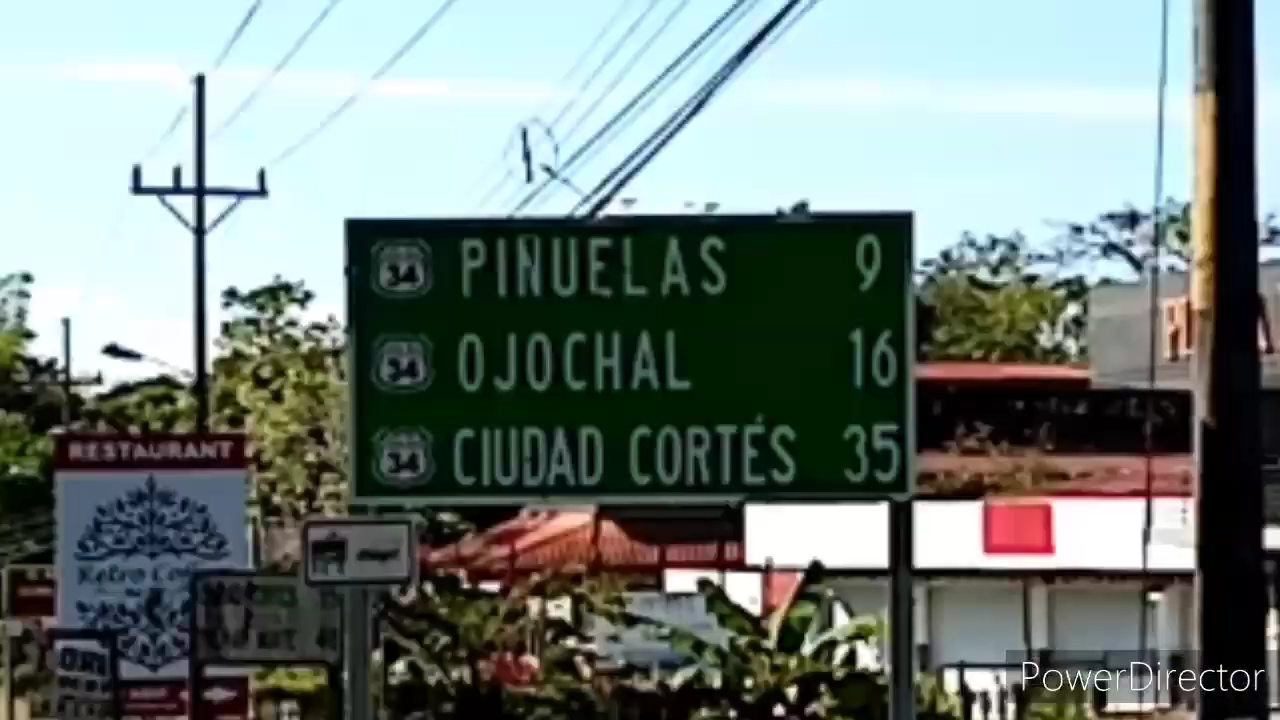 34 PIÑUELAS 9
34 OJOCHAL 16
34 CIUDAD CORTÉS 35
RESTAURANT
PowerDirector